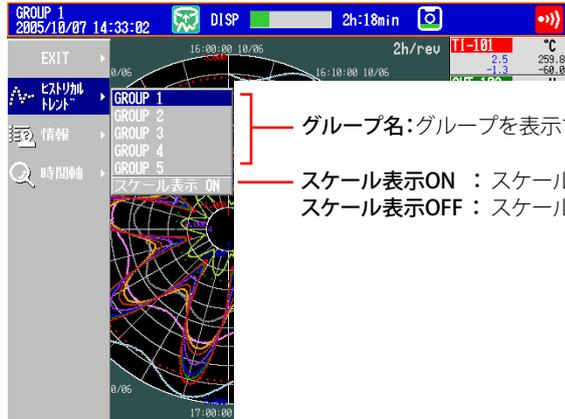 GROUP 1
2005/10/07 14:33:02
DISP
2h:18min
EXIT
ヒストリカル
トレンド
情報
時間軸
16:00:00 10/06
2h/rev
0/06
16:10:00 10/06
TI-101
°C
2.5
259.8
-1.3
-60.0
GROUP 1
GROUP 2
GROUP 3
GROUP 4
GROUP 5
スケール表示 ON
グループ名：グループを表示
スケール表示ON ： スケール
スケール表示OFF ： スケール
0/06
17:00:00